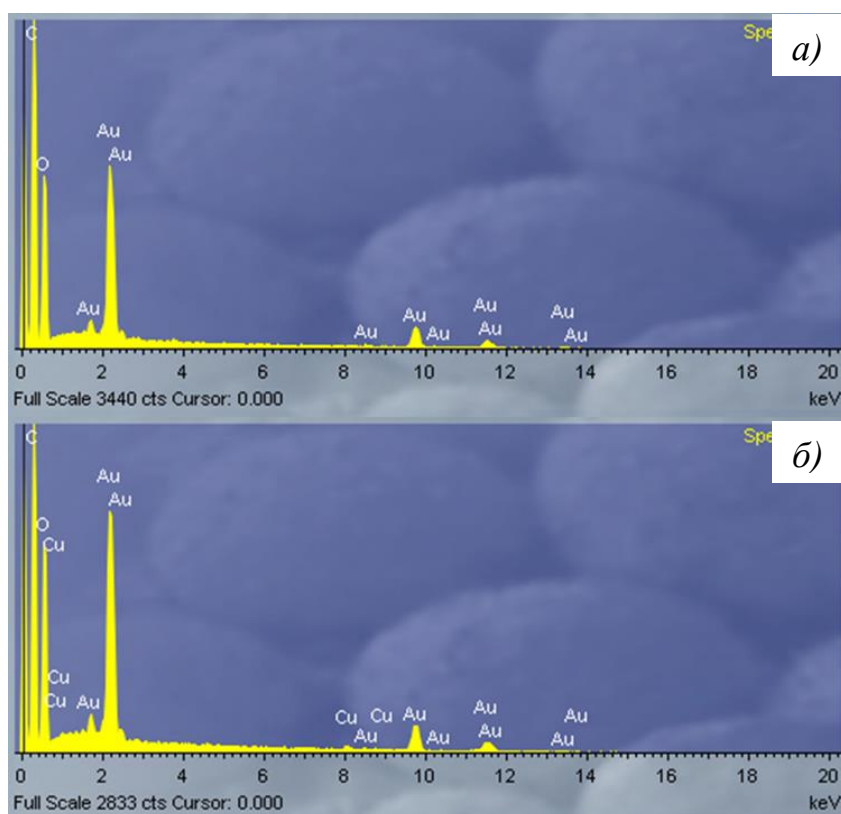 C
Spe
а)
Au
Au
O
Au
Au
Au
Au
Au
Au
Au
Au
Au
0 2 4 6 8 10 12 14 16 18 20
Full Scale 3440 cts Cursor: 0.000 keV
C
Spe
б)
Au
Au
O
Cu
Cu
Cu Au
Cu Cu Au
Au Au
Au
Au
Au
Au
0 2 4 6 8 10 12 14 16 18 20
Full Scale 2833 cts Cursor: 0.000 keV